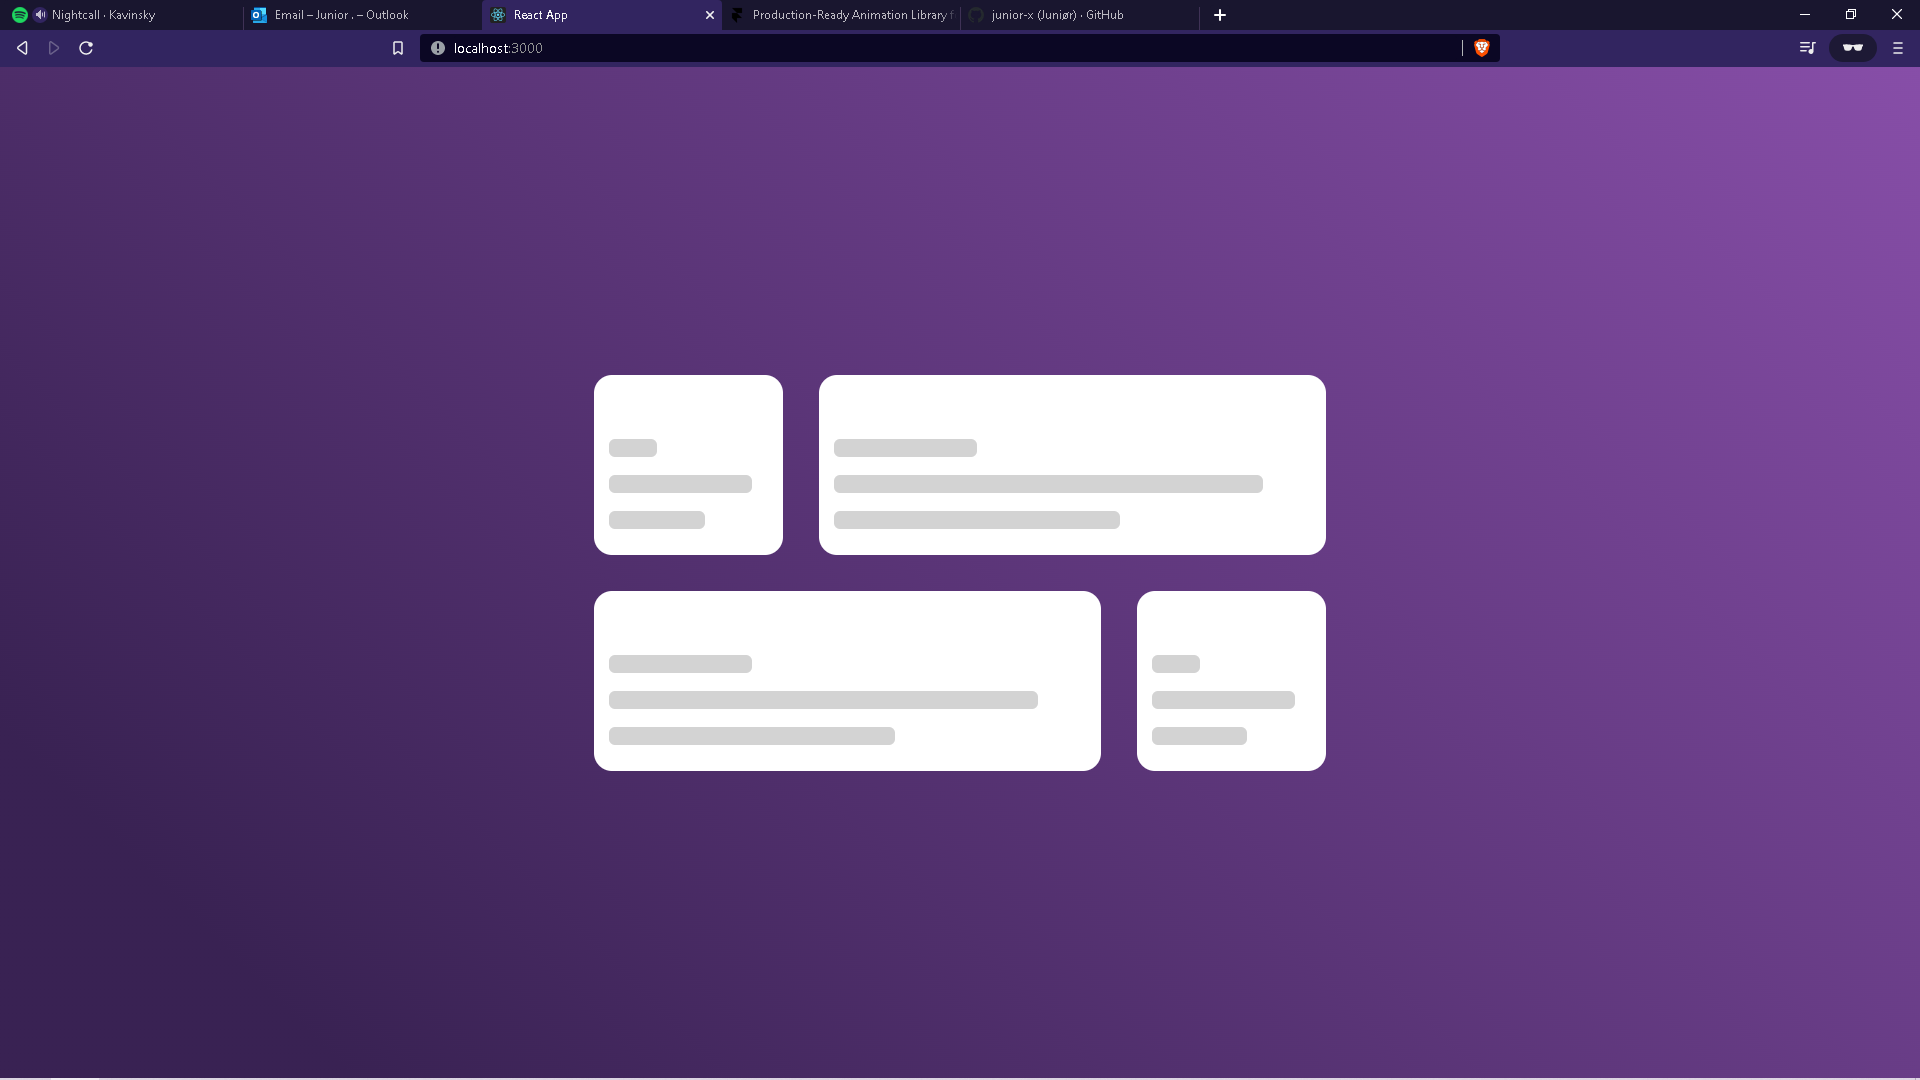 Nightcall · Kavinsky
Email – Junior . – Outlook
React App
Production-Ready Animation Library f
junior-x (Juniør) · GitHub
localhost:3000